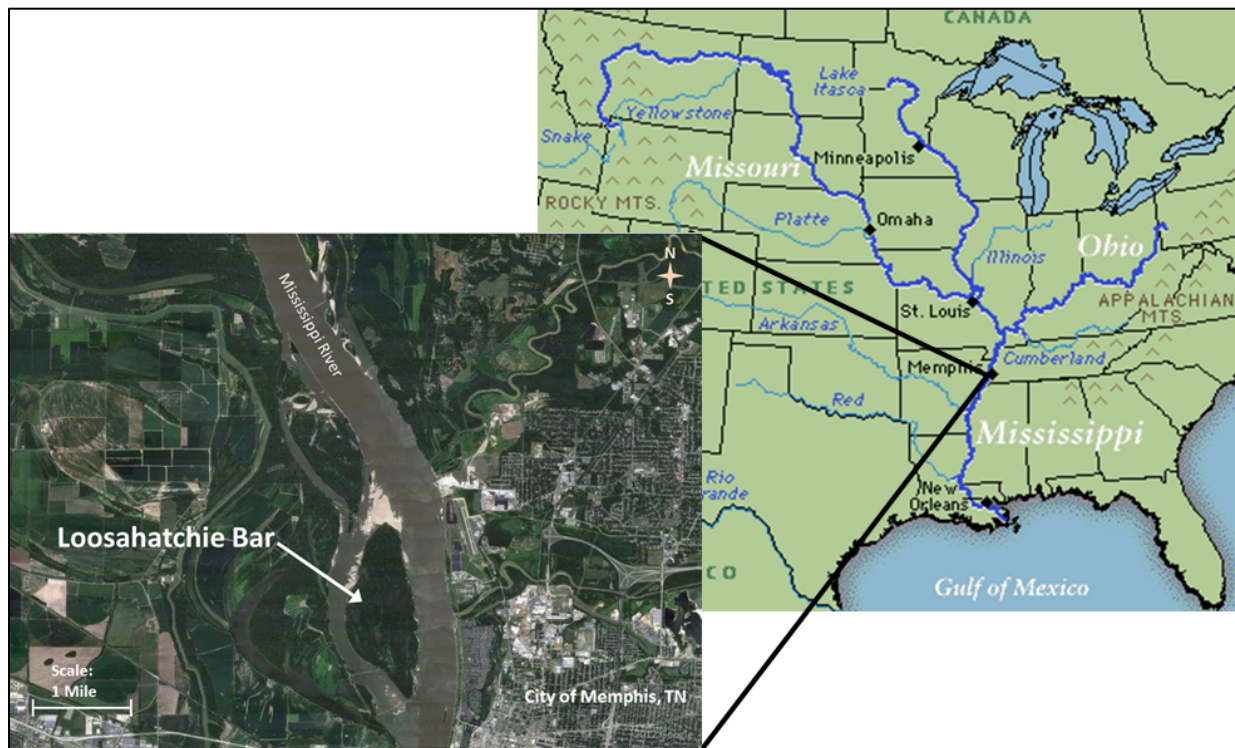 CANADA
Lake
Itasca
Yellowstone
Snake
Minneapolis
Missouri
ROCKY MTS.
Platte
Omaha
Illinois
Ohio
ITED STATES
St. Louis
APPALACHIAN
MTS.
Arkansas
Cumberland
Memphis
Red
Mississippi
New
Orleans
Rio
rande
CO
Gulf of Mexico
Mississippi River
N
S
Loosahatchie Bar
Scale:
1 Mile
City of Memphis, TN